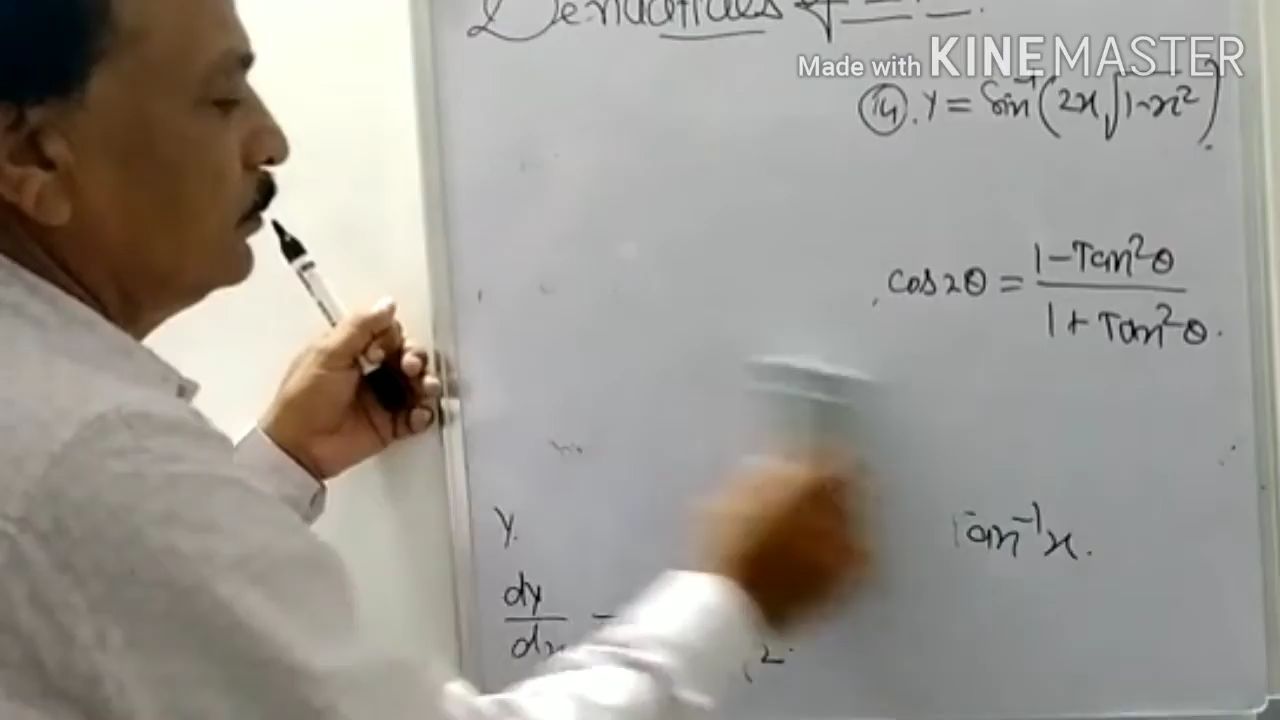 Derivatives of
Made with KINEMASTER
(14). y = Sin⁻¹(2x√1-x²).
cos2θ = 1-Tan²θ
1+Tan²θ.
y.
Tan⁻¹x.
dy
dx
2